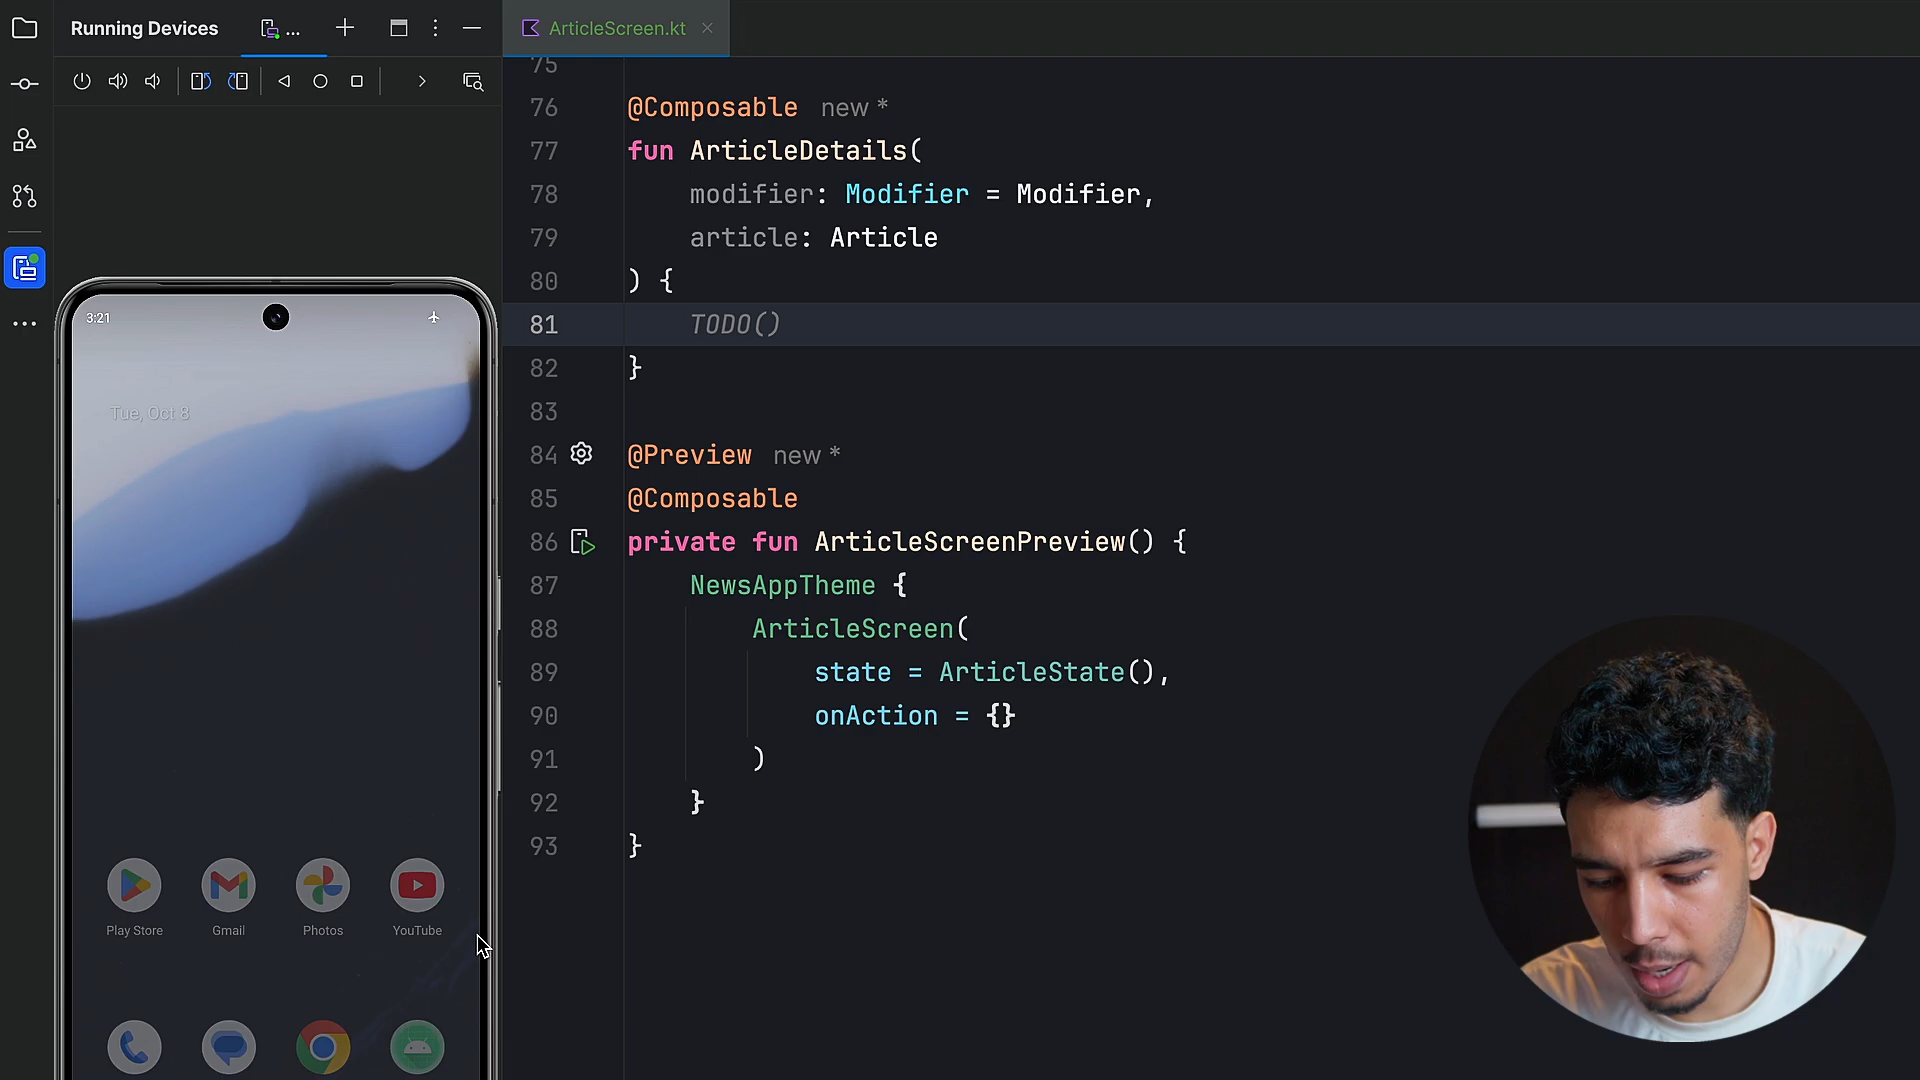 Running Devices
...
ArticleScreen.kt
75
76 @Composable new *
77 fun ArticleDetails(
78 modifier: Modifier = Modifier,
79 article: Article
80 ) {
81 TODO()
82 }
83
84 @Preview new *
85 @Composable
86 private fun ArticleScreenPreview() {
87 NewsAppTheme {
88 ArticleScreen(
89 state = ArticleState(),
90 onAction = {}
91 )
92 }
93 }
3:21
Tue, Oct 8
Play Store
Gmail
Photos
YouTube